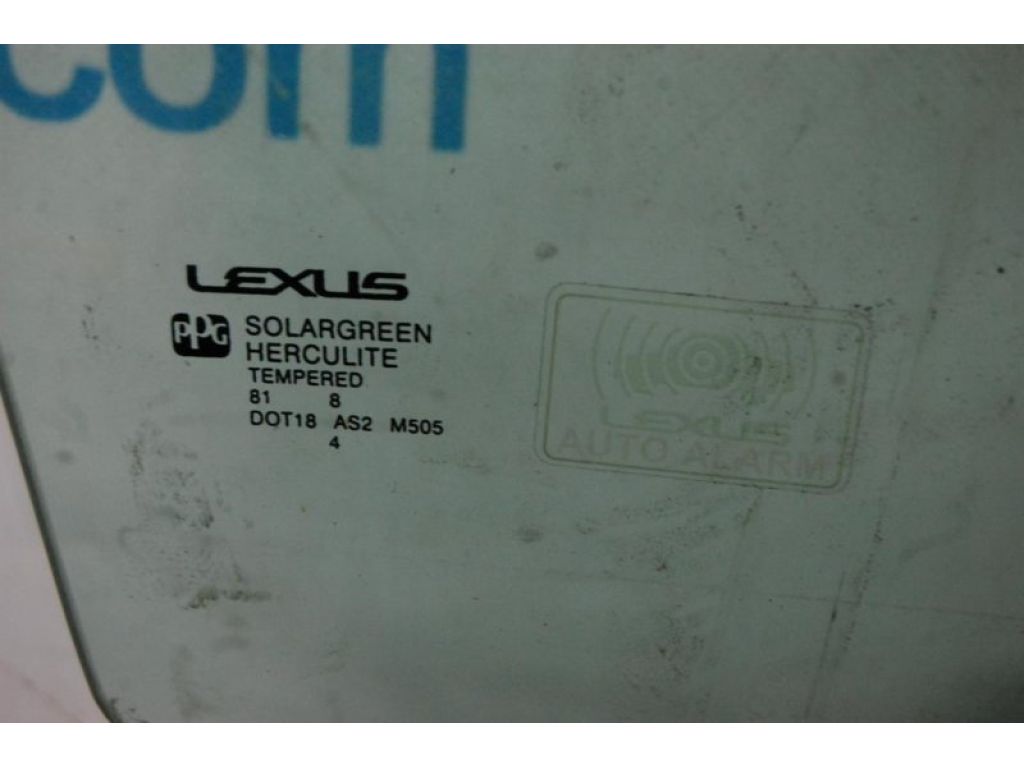 com
LEXUS
PPG SOLARGREEN
HERCULITE
TEMPERED
81 8
DOT18 AS2 M505
4
LEXUS
AUTO ALARM